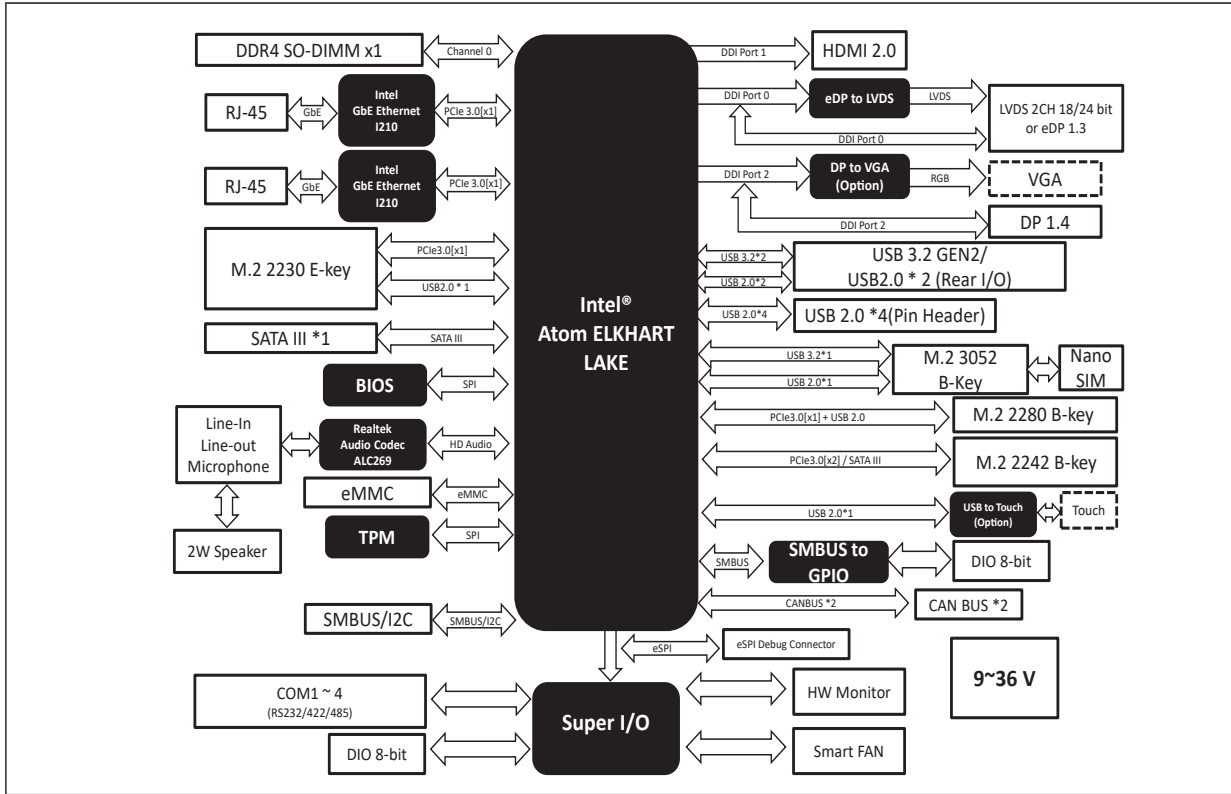 DDR4 SO-DIMM x1
Channel 0
RJ-45
GbE
Intel
GbE Ethernet
I210
PCIe 3.0[x1]
RJ-45
GbE
Intel
GbE Ethernet
I210
PCIe 3.0[x1]
M.2 2230 E-key
PCIe3.0[x1]
USB2.0 * 1
SATA III *1
SATA III
BIOS
SPI
Line-In
Line-out
Microphone
Realtek
Audio Codec
ALC269
HD Audio
2W Speaker
eMMC
eMMC
TPM
SPI
SMBUS/I2C
SMBUS/I2C
Intel®
Atom ELKHART
LAKE
DDI Port 1
HDMI 2.0
DDI Port 0
eDP to LVDS
LVDS
LVDS 2CH 18/24 bit
or eDP 1.3
DDI Port 0
DDI Port 2
DP to VGA
(Option)
RGB
VGA
DDI Port 2
DP 1.4
USB 3.2*2
USB 2.0*2
USB 3.2 GEN2/
USB2.0 * 2 (Rear I/O)
USB 2.0*4
USB 2.0 *4(Pin Header)
USB 3.2*1
USB 2.0*1
M.2 3052
B-Key
Nano
SIM
PCIe3.0[x1] + USB 2.0
M.2 2280 B-key
PCIe3.0[x2] / SATA III
M.2 2242 B-key
USB 2.0*1
USB to Touch
(Option)
Touch
SMBUS
SMBUS to
GPIO
DIO 8-bit
CANBUS *2
CAN BUS *2
eSPI
eSPI Debug Connector
COM1 ~ 4
(RS232/422/485)
DIO 8-bit
Super I/O
HW Monitor
Smart FAN
9~36 V